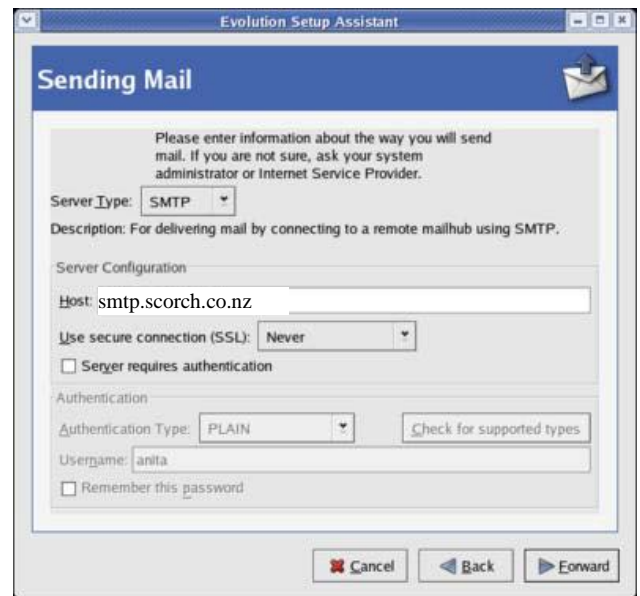 Evolution Setup Assistant
Sending Mail
Please enter information about the way you will send
mail. If you are not sure, ask your system
administrator or Internet Service Provider.
Server Type: SMTP
Description: For delivering mail by connecting to a remote mailhub using SMTP.
Server Configuration
Host: smtp.scorch.co.nz
Use secure connection (SSL): Never
Server requires authentication
Authentication
Authentication Type: PLAIN Check for supported types
Username: anita
Remember this password
Cancel Back Forward